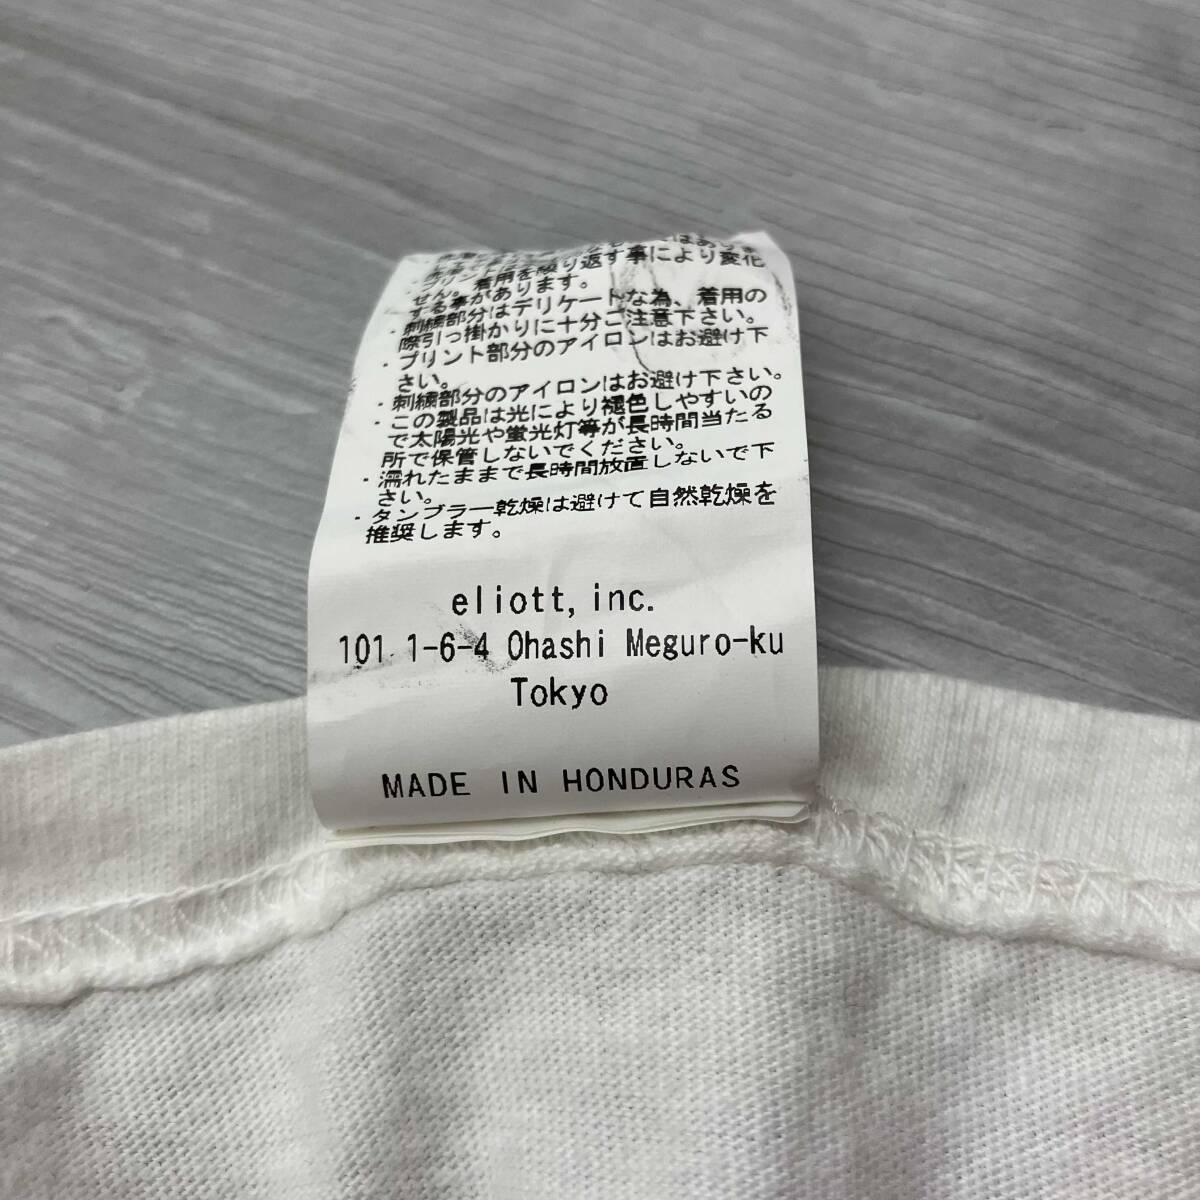 ・プリント着用を繰り返す事により変化
する事があります。
・刺繍部分はデリケートな為、着用の
際引っ掛かりに十分ご注意下さい。
・プリント部分のアイロンはお避け下
さい。
・刺繍部分のアイロンはお避け下さい。
・この製品は光により褪色しやすいの
で太陽光や蛍光灯等が長時間当たる
所で保管しないでください。
・濡れたままで長時間放置しないで下
さい。
・タンブラー乾燥は避けて自然乾燥を
推奨します。
eliott, inc.
101 1-6-4 Ohashi Meguro-ku
Tokyo
MADE IN HONDURAS